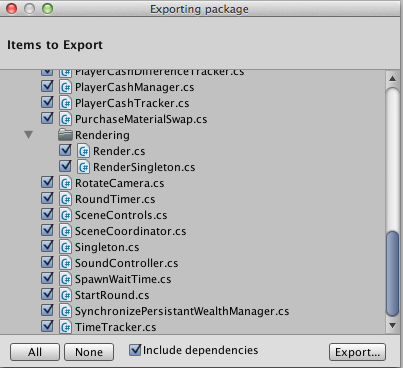 Exporting package
Items to Export
PlayerCashDifferenceTracker.cs
PlayerCashManager.cs
PlayerCashTracker.cs
PurchaseMaterialSwap.cs
Rendering
Render.cs
RenderSingleton.cs
RotateCamera.cs
RoundTimer.cs
SceneControls.cs
SceneCoordinator.cs
Singleton.cs
SoundController.cs
SpawnWaitTime.cs
StartRound.cs
SynchronizePersistantWealthManager.cs
TimeTracker.cs
All None Include dependencies Export...